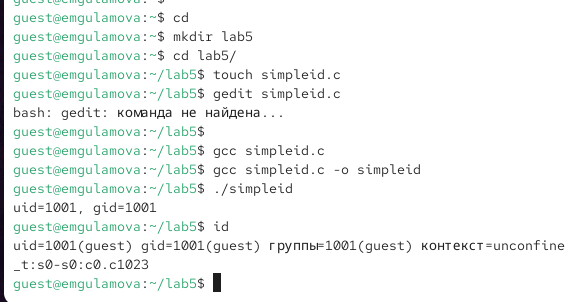 guest@emgulamova:~$
guest@emgulamova:~$ cd
guest@emgulamova:~$ mkdir lab5
guest@emgulamova:~$ cd lab5/
guest@emgulamova:~/lab5$ touch simpleid.c
guest@emgulamova:~/lab5$ gedit simpleid.c
bash: gedit: команда не найдена...
guest@emgulamova:~/lab5$
guest@emgulamova:~/lab5$ gcc simpleid.c
guest@emgulamova:~/lab5$ gcc simpleid.c -o simpleid
guest@emgulamova:~/lab5$ ./simpleid
uid=1001, gid=1001
guest@emgulamova:~/lab5$ id
uid=1001(guest) gid=1001(guest) группы=1001(guest) контекст=unconfine
_t:s0-s0:c0.c1023
guest@emgulamova:~/lab5$